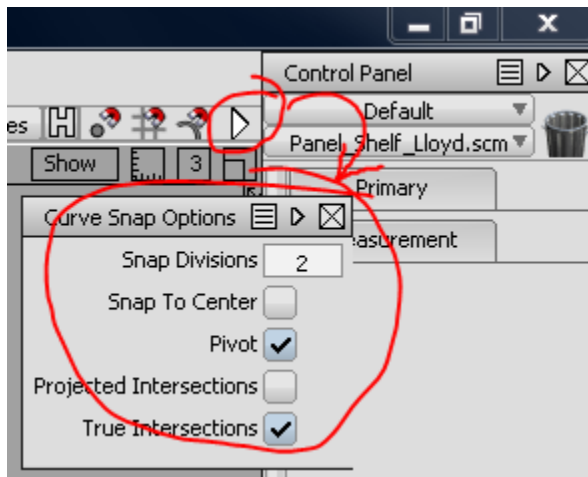 Control Panel
es
Default
Panel_Shelf_Lloyd.scm
Show
3
Primary
Curve Snap Options
easurement
Snap Divisions 2
Snap To Center
Pivot
Projected Intersections
True Intersections